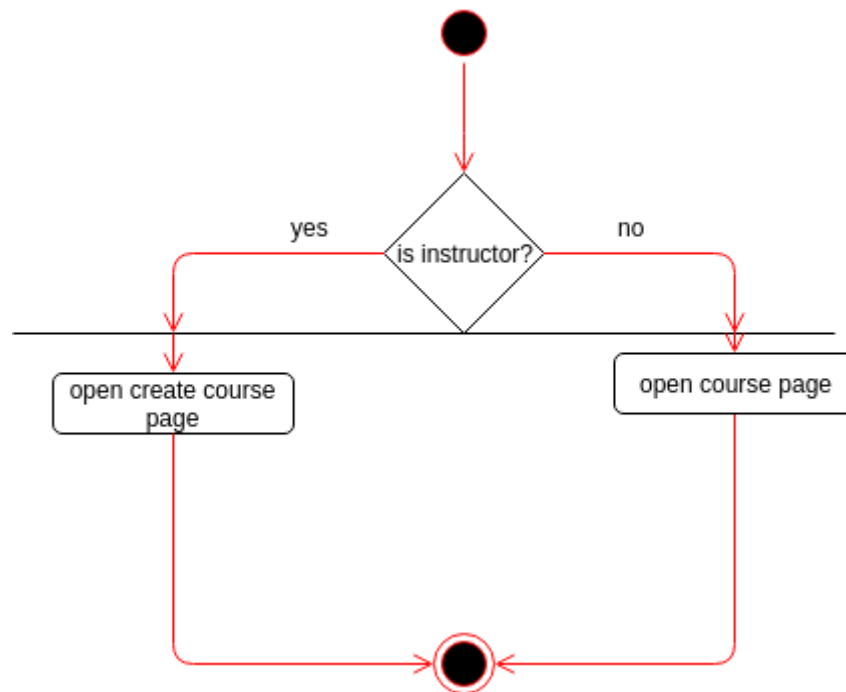 yes
no
is instructor?
open create course
page
open course page